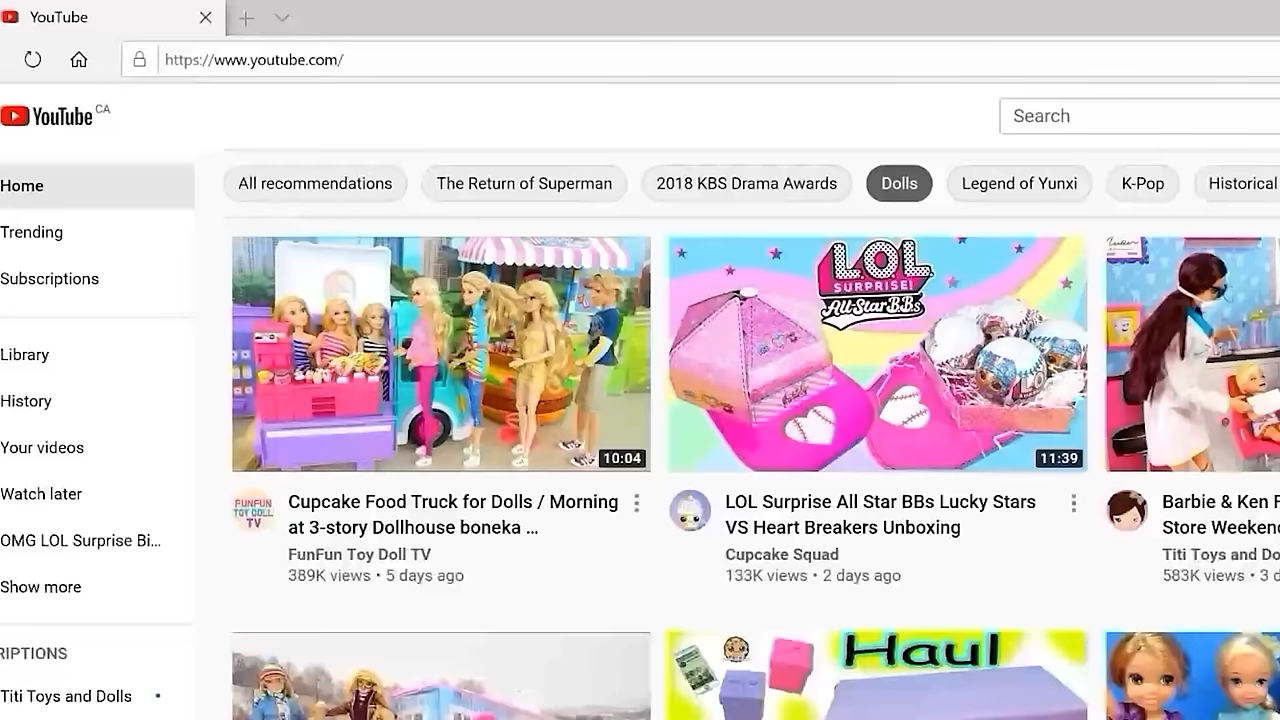 YouTube
https://www.youtube.com/
YouTube CA
Search
Home
Trending
Subscriptions
Library
History
Your videos
Watch later
OMG LOL Surprise Bi...
Show more
RIPTIONS
Titi Toys and Dolls
All recommendations
The Return of Superman
2018 KBS Drama Awards
Dolls
Legend of Yunxi
K-Pop
Historical
10:04
FUNFUN
TOY DOLL
TV
Cupcake Food Truck for Dolls / Morning
at 3-story Dollhouse boneka ...
FunFun Toy Doll TV
389K views • 5 days ago
L.O.L
SURPRISE!
All-Star B.B.s
11:39
LOL Surprise All Star BBs Lucky Stars
VS Heart Breakers Unboxing
Cupcake Squad
133K views • 2 days ago
Barbie & Ken F
Store Weekend
Titi Toys and Do
583K views • 3 d
Haul